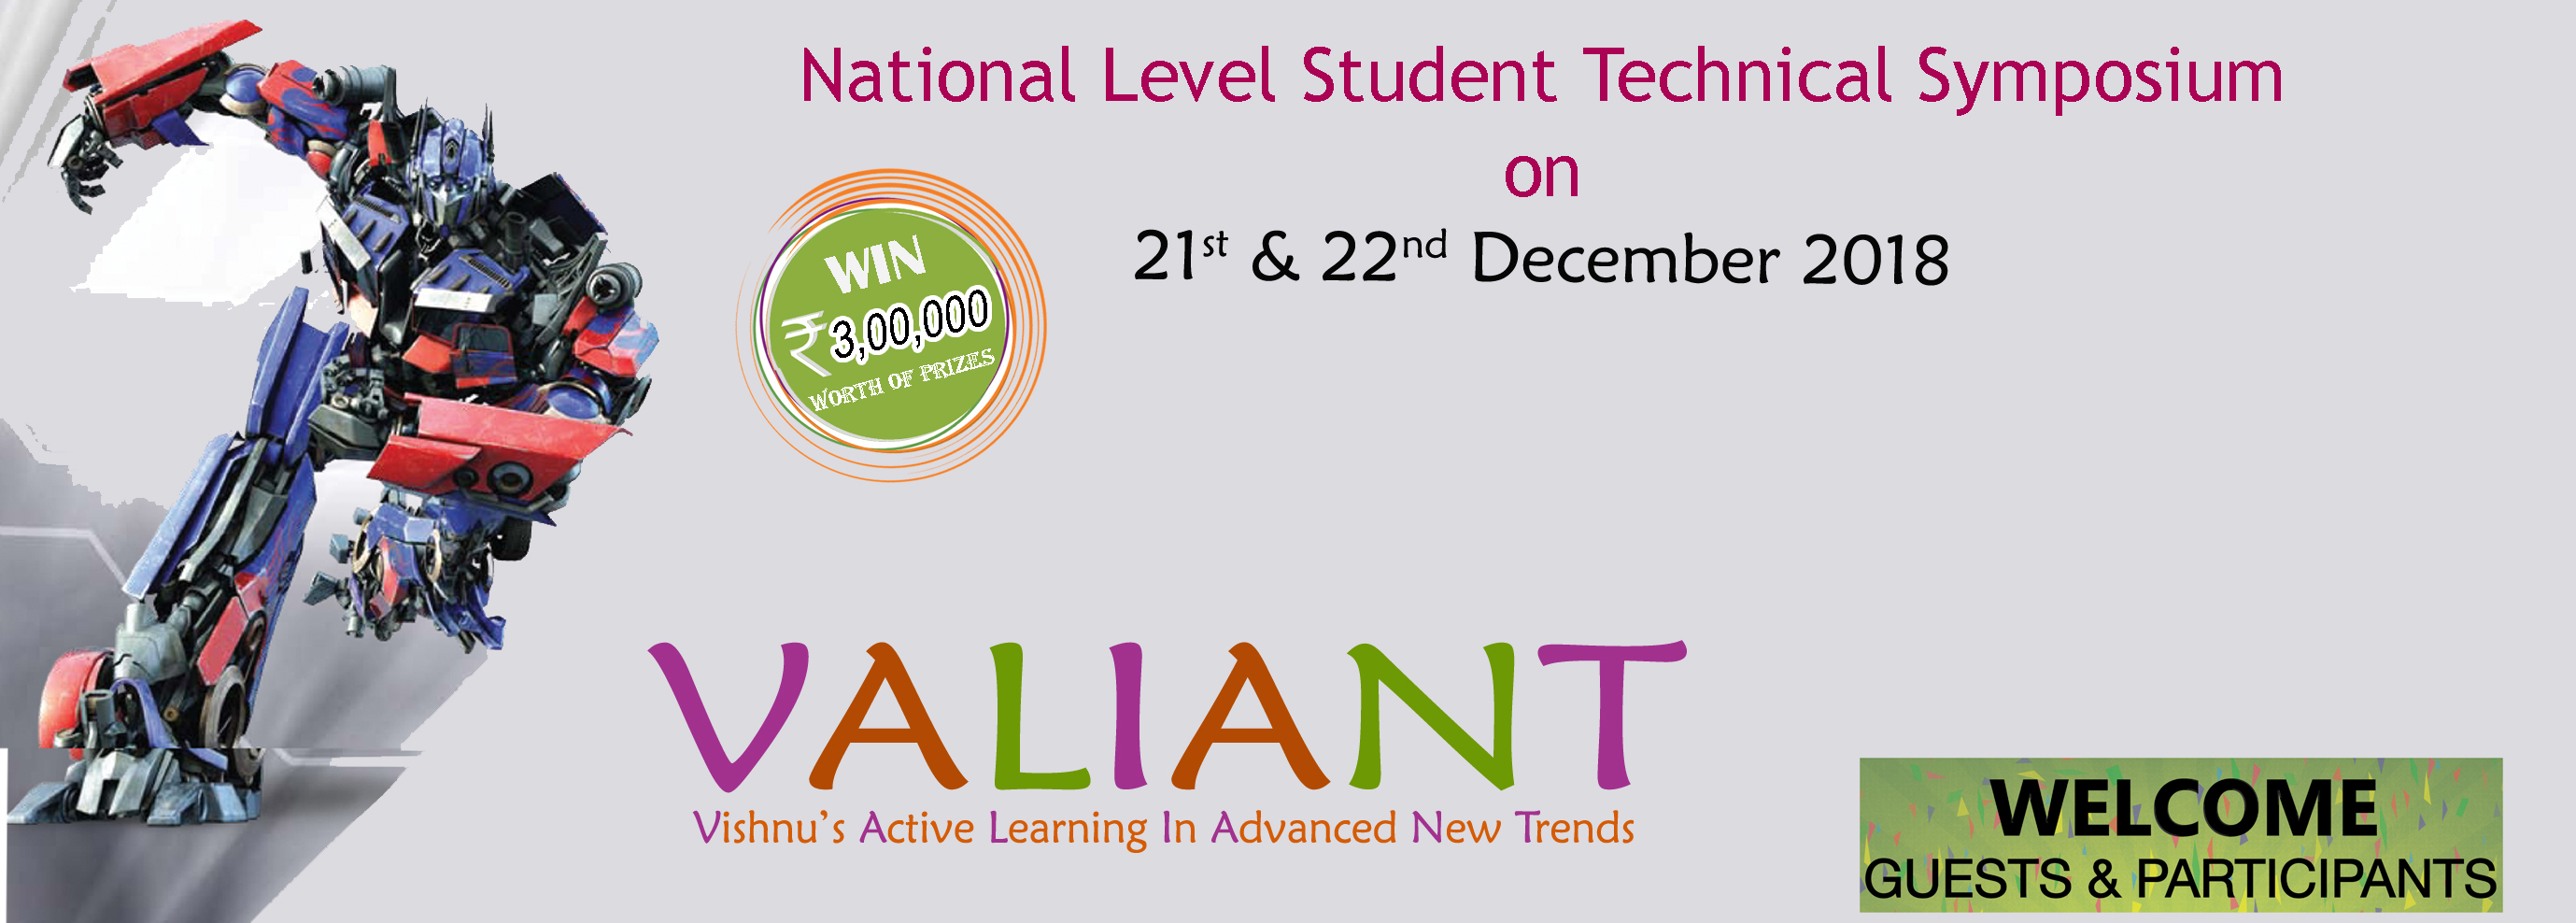 National Level Student Technical Symposium
on
21st & 22nd December 2018
WIN
₹3,00,000
WORTH OF PRIZES
VALIANT
Vishnu's Active Learning In Advanced New Trends
WELCOME
GUESTS & PARTICIPANTS